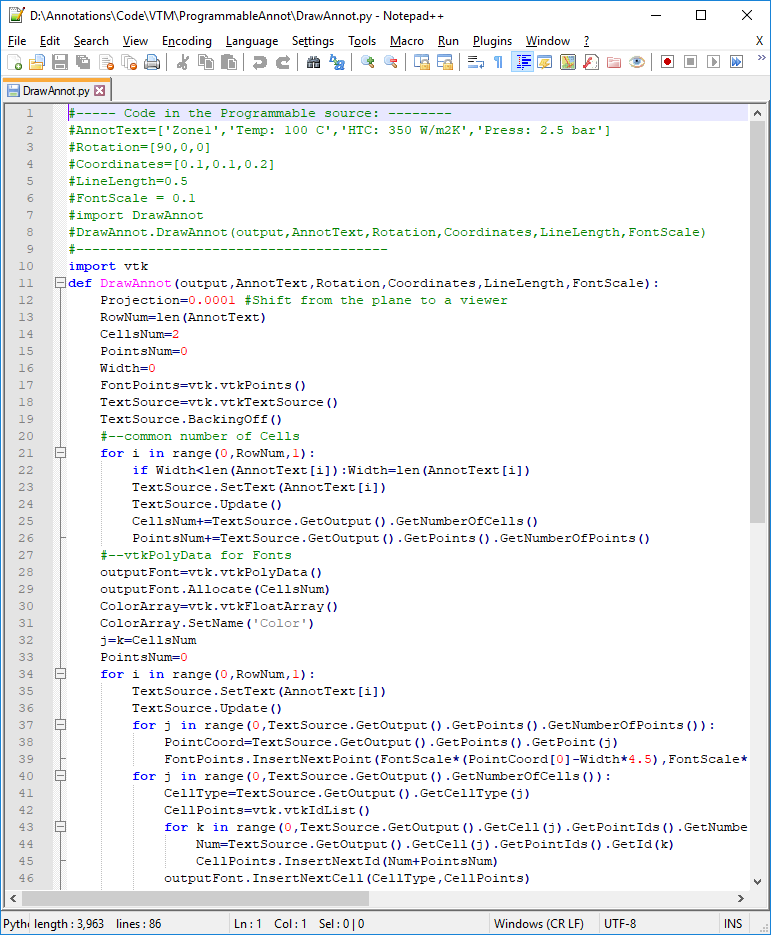 D:\Annotations\Code\VTM\ProgrammableAnnot\DrawAnnot.py - Notepad++
File Edit Search View Encoding Language Settings Tools Macro Run Plugins Window ? X
DrawAnnot.py
1 #----- Code in the Programmable source: --------
2 #AnnotText=['Zone1','Temp: 100 C','HTC: 350 W/m2K','Press: 2.5 bar']
3 #Rotation=[90,0,0]
4 #Coordinates=[0.1,0.1,0.2]
5 #LineLength=0.5
6 #FontScale = 0.1
7 #import DrawAnnot
8 #DrawAnnot.DrawAnnot(output,AnnotText,Rotation,Coordinates,LineLength,FontScale)
9 #---------------------------------------
10 import vtk
11 def DrawAnnot(output,AnnotText,Rotation,Coordinates,LineLength,FontScale):
12     Projection=0.0001 #Shift from the plane to a viewer
13     RowNum=len(AnnotText)
14     CellsNum=2
15     PointsNum=0
16     Width=0
17     FontPoints=vtk.vtkPoints()
18     TextSource=vtk.vtkTextSource()
19     TextSource.BackingOff()
20     #--common number of Cells
21     for i in range(0,RowNum,1):
22         if Width<len(AnnotText[i]):Width=len(AnnotText[i])
23         TextSource.SetText(AnnotText[i])
24         TextSource.Update()
25         CellsNum+=TextSource.GetOutput().GetNumberOfCells()
26         PointsNum+=TextSource.GetOutput().GetPoints().GetNumberOfPoints()
27     #--vtkPolyData for Fonts
28     outputFont=vtk.vtkPolyData()
29     outputFont.Allocate(CellsNum)
30     ColorArray=vtk.vtkFloatArray()
31     ColorArray.SetName('Color')
32     j=k=CellsNum
33     PointsNum=0
34     for i in range(0,RowNum,1):
35         TextSource.SetText(AnnotText[i])
36         TextSource.Update()
37         for j in range(0,TextSource.GetOutput().GetPoints().GetNumberOfPoints()):
38             PointCoord=TextSource.GetOutput().GetPoints().GetPoint(j)
39             FontPoints.InsertNextPoint(FontScale*(PointCoord[0]-Width*4.5),FontScale*
40         for j in range(0,TextSource.GetOutput().GetNumberOfCells()):
41             CellType=TextSource.GetOutput().GetCellType(j)
42             CellPoints=vtk.vtkIdList()
43             for k in range(0,TextSource.GetOutput().GetCell(j).GetPointIds().GetNumbe
44                 Num=TextSource.GetOutput().GetCell(j).GetPointIds().GetId(k)
45                 CellPoints.InsertNextId(Num+PointsNum)
46             outputFont.InsertNextCell(CellType,CellPoints)
Pytho length : 3,963 lines : 86 Ln : 1 Col : 1 Sel : 0 | 0 Windows (CR LF) UTF-8 INS